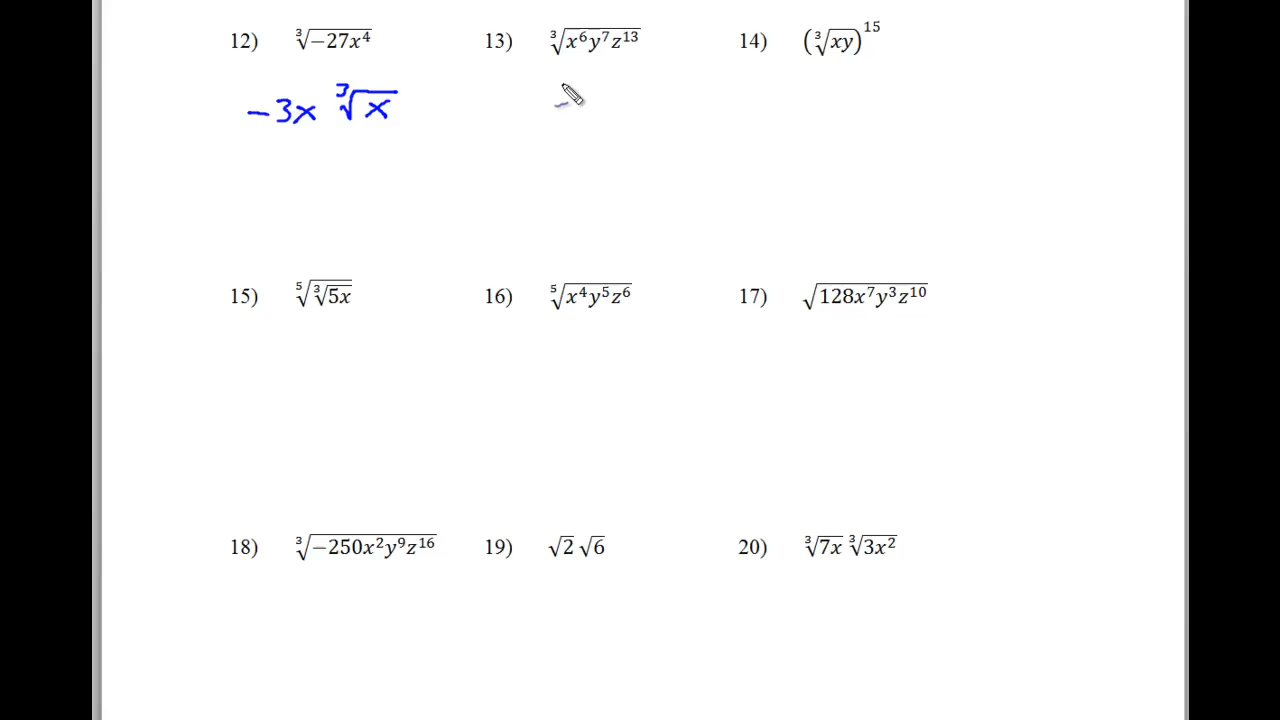 12) ∛(−27x⁴) 13) ∛(x⁶y⁷z¹³) 14) (∛(xy))¹⁵
−3x ∛x
15) ⁵√(∛(5x)) 16) ⁵√(x⁴y⁵z⁶) 17) √(128x⁷y³z¹⁰)
18) ∛(−250x²y⁹z¹⁶) 19) √2 √6 20) ∛(7x) ∛(3x²)